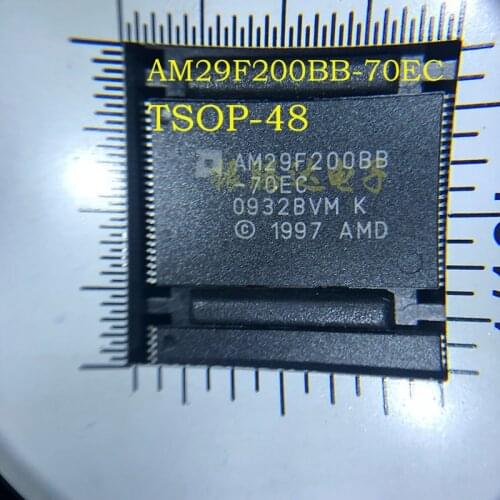 AM29F200BB-70EC
TSOP-48
AM29F200BB
-70EC
0932BVM K
© 1997 AMD